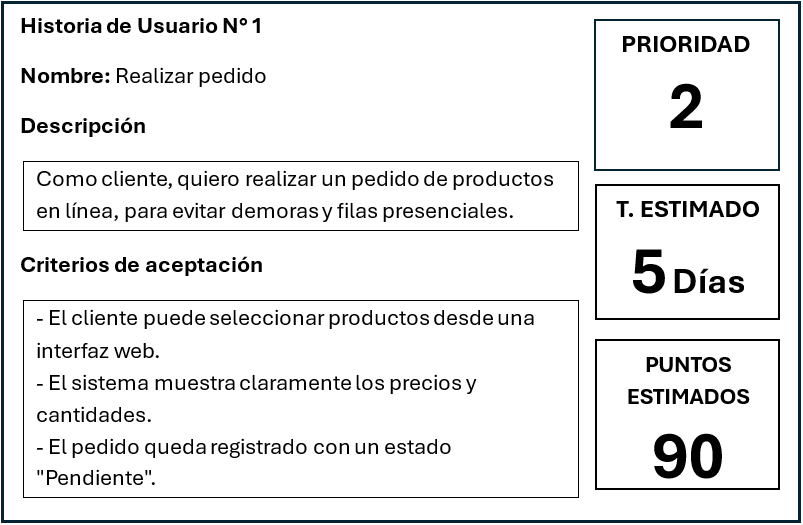 Historia de Usuario N° 1
Nombre: Realizar pedido
Descripción
Como cliente, quiero realizar un pedido de productos
en línea, para evitar demoras y filas presenciales.
Criterios de aceptación
- El cliente puede seleccionar productos desde una
interfaz web.
- El sistema muestra claramente los precios y
cantidades.
- El pedido queda registrado con un estado
"Pendiente".
PRIORIDAD
2
T. ESTIMADO
5 Días
PUNTOS
ESTIMADOS
90